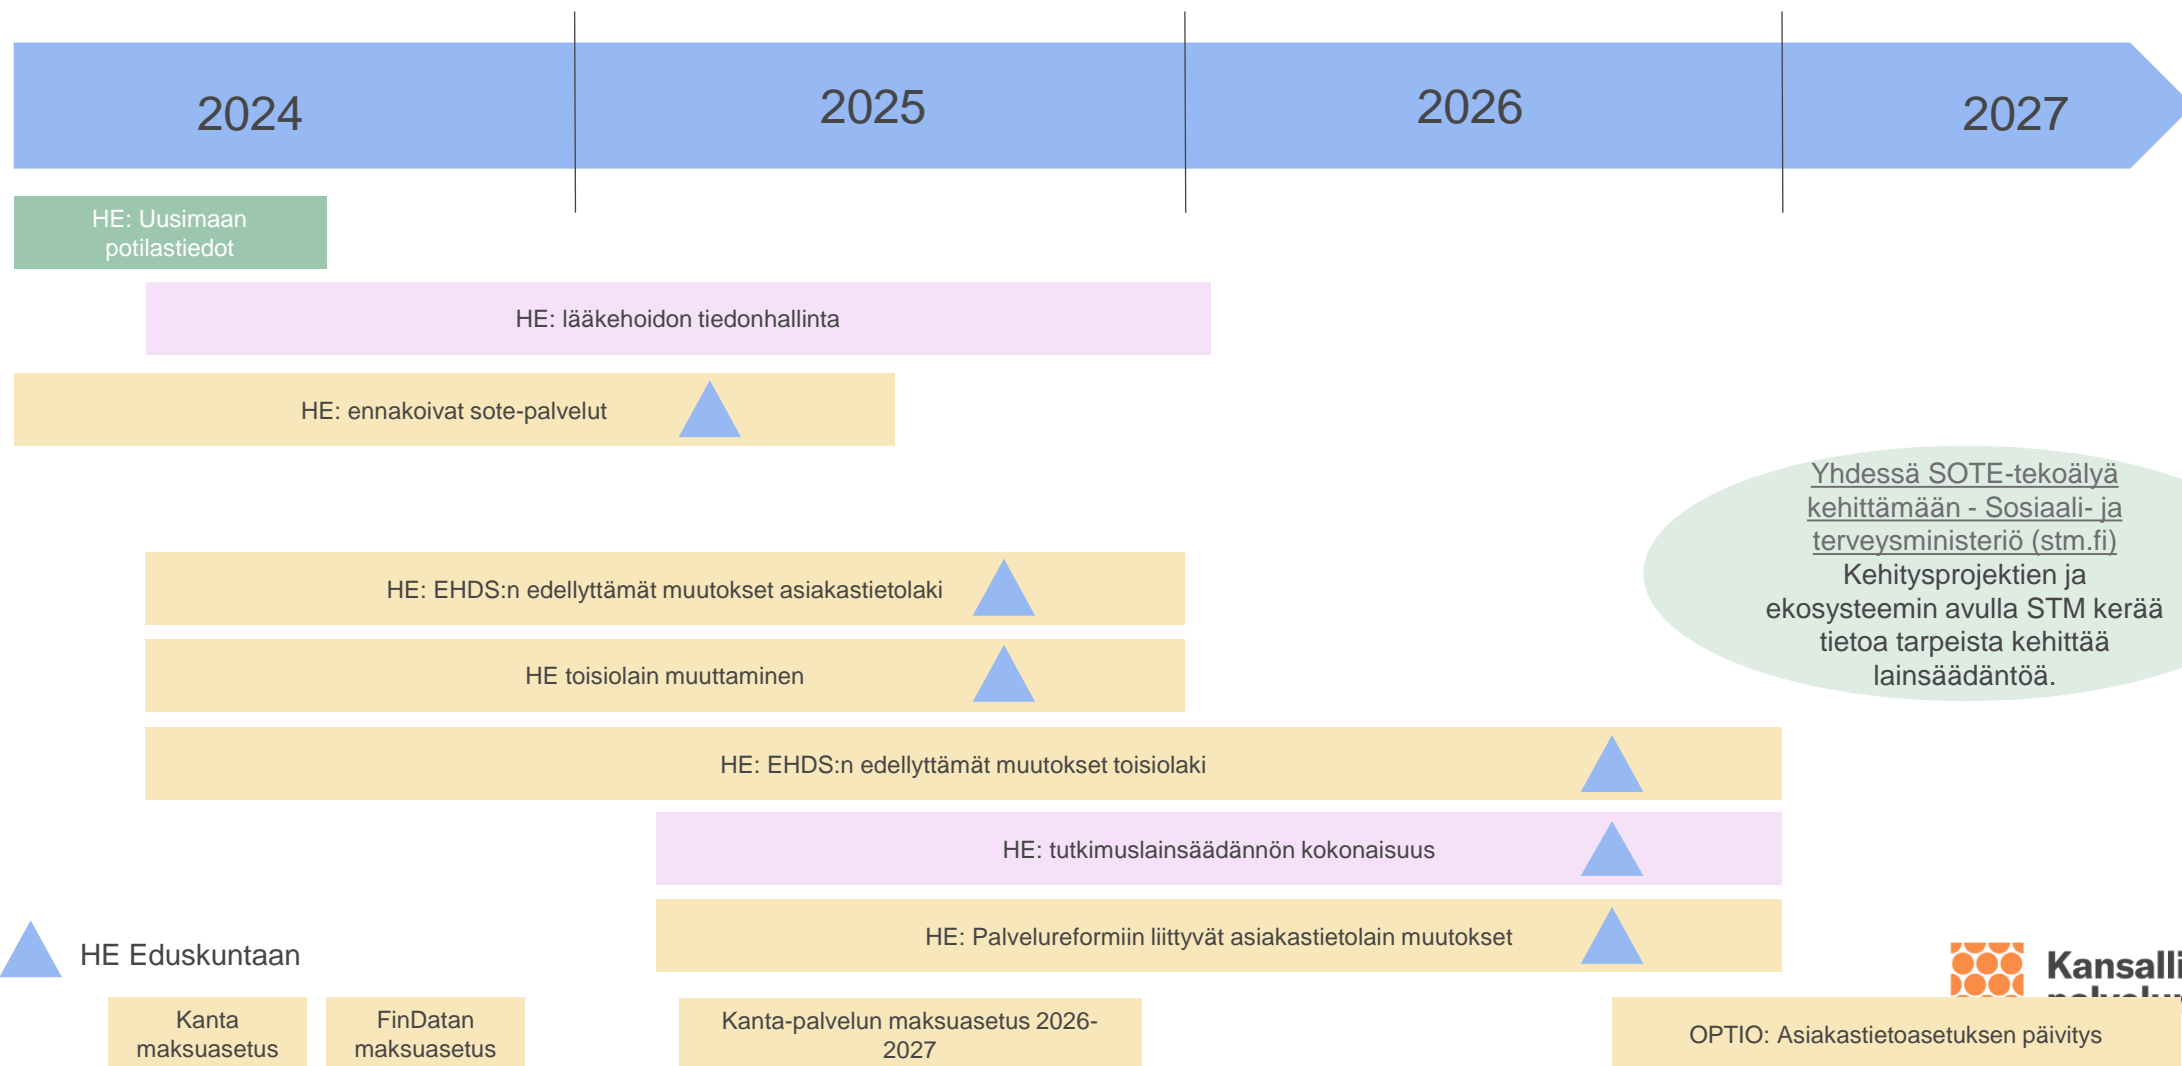 2024
2025
2026
2027
HE: Uusimaan
potilastiedot
HE: lääkehoidon tiedonhallinta
HE: ennakoivat sote-palvelut
Yhdessä SOTE-tekoälyä
kehittämään - Sosiaali- ja
terveysministeriö (stm.fi)
Kehitysprojektien ja
ekosysteemin avulla STM kerää
tietoa tarpeista kehittää
lainsäädäntöä.
HE: EHDS:n edellyttämät muutokset asiakastietolaki
HE toisiolain muuttaminen
HE: EHDS:n edellyttämät muutokset toisiolaki
HE: tutkimuslainsäädännön kokonaisuus
HE: Palvelureformiin liittyvät asiakastietolain muutokset
HE Eduskuntaan
Kansalli
Kanta
maksuasetus
FinDatan
maksuasetus
Kanta-palvelun maksuasetus 2026-
2027
OPTIO: Asiakastietoasetuksen päivitys